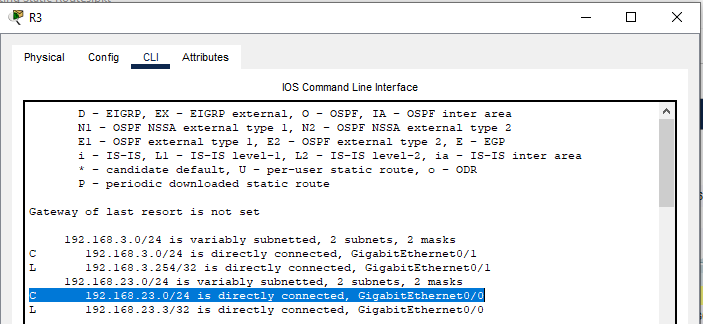 R3
Physical Config CLI Attributes
IOS Command Line Interface
D - EIGRP, EX - EIGRP external, O - OSPF, IA - OSPF inter area
N1 - OSPF NSSA external type 1, N2 - OSPF NSSA external type 2
E1 - OSPF external type 1, E2 - OSPF external type 2, E - EGP
i - IS-IS, L1 - IS-IS level-1, L2 - IS-IS level-2, ia - IS-IS inter area
* - candidate default, U - per-user static route, o - ODR
P - periodic downloaded static route
Gateway of last resort is not set
192.168.3.0/24 is variably subnetted, 2 subnets, 2 masks
C 192.168.3.0/24 is directly connected, GigabitEthernet0/1
L 192.168.3.254/32 is directly connected, GigabitEthernet0/1
192.168.23.0/24 is variably subnetted, 2 subnets, 2 masks
C 192.168.23.0/24 is directly connected, GigabitEthernet0/0
L 192.168.23.3/32 is directly connected, GigabitEthernet0/0